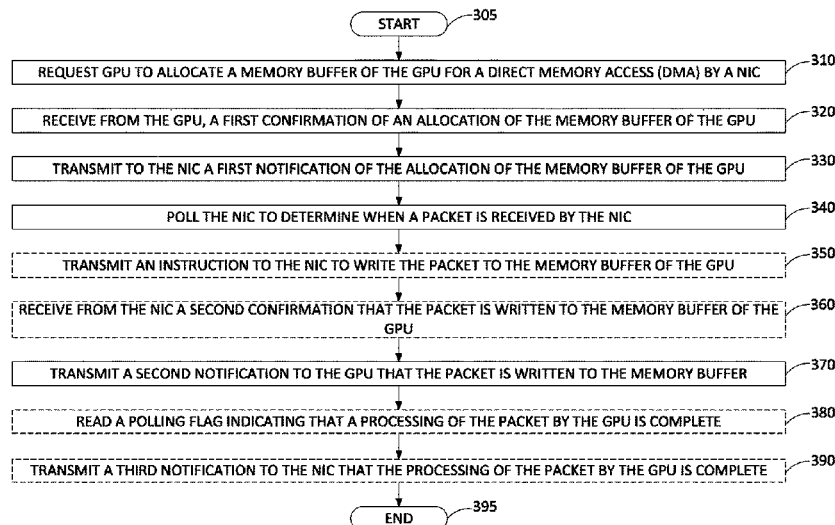 START
305
REQUEST GPU TO ALLOCATE A MEMORY BUFFER OF THE GPU FOR A DIRECT MEMORY ACCESS (DMA) BY A NIC
310
RECEIVE FROM THE GPU, A FIRST CONFIRMATION OF AN ALLOCATION OF THE MEMORY BUFFER OF THE GPU
320
TRANSMIT TO THE NIC A FIRST NOTIFICATION OF THE ALLOCATION OF THE MEMORY BUFFER OF THE GPU
330
POLL THE NIC TO DETERMINE WHEN A PACKET IS RECEIVED BY THE NIC
340
TRANSMIT AN INSTRUCTION TO THE NIC TO WRITE THE PACKET TO THE MEMORY BUFFER OF THE GPU
350
RECEIVE FROM THE NIC A SECOND CONFIRMATION THAT THE PACKET IS WRITTEN TO THE MEMORY BUFFER OF THE
GPU
360
TRANSMIT A SECOND NOTIFICATION TO THE GPU THAT THE PACKET IS WRITTEN TO THE MEMORY BUFFER
370
READ A POLLING FLAG INDICATING THAT A PROCESSING OF THE PACKET BY THE GPU IS COMPLETE
380
TRANSMIT A THIRD NOTIFICATION TO THE NIC THAT THE PROCESSING OF THE PACKET BY THE GPU IS COMPLETE
390
END
395